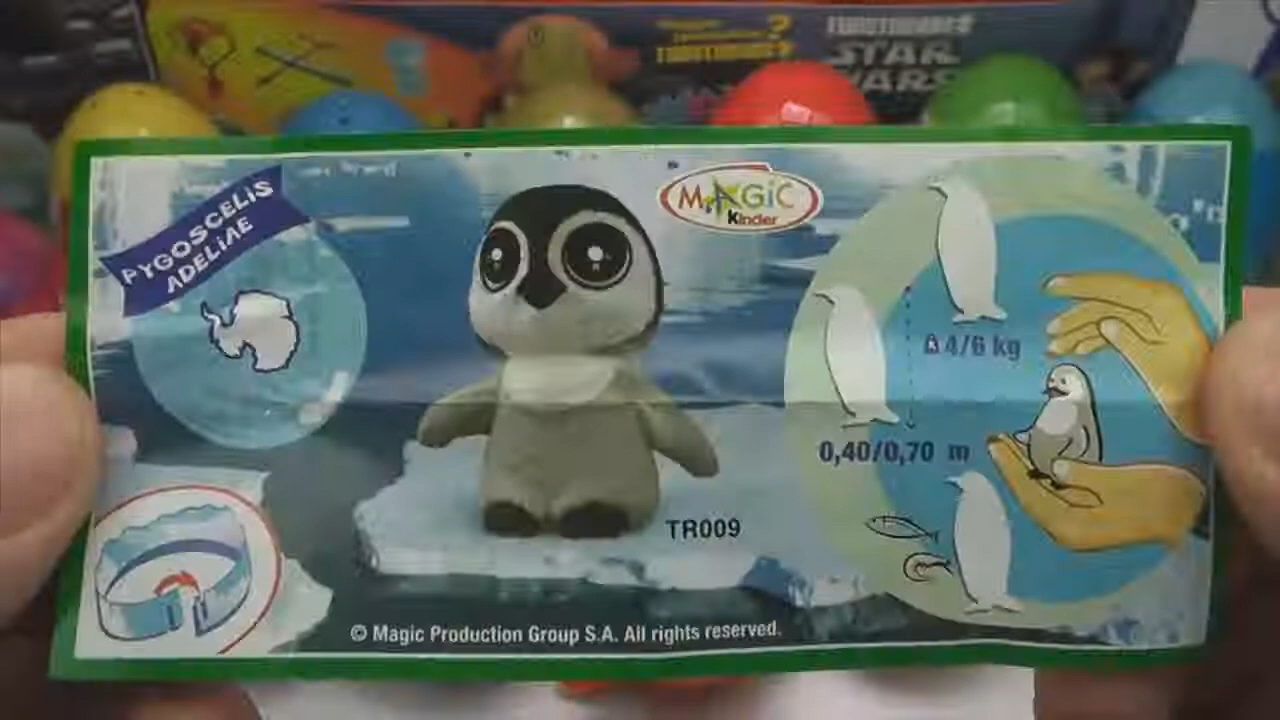 STAR
WARS
PYGOSCELIS
ADELIAE
MAGIC
Kinder
4/6 kg
0,40/0,70 m
TR009
© Magic Production Group S.A. All rights reserved.